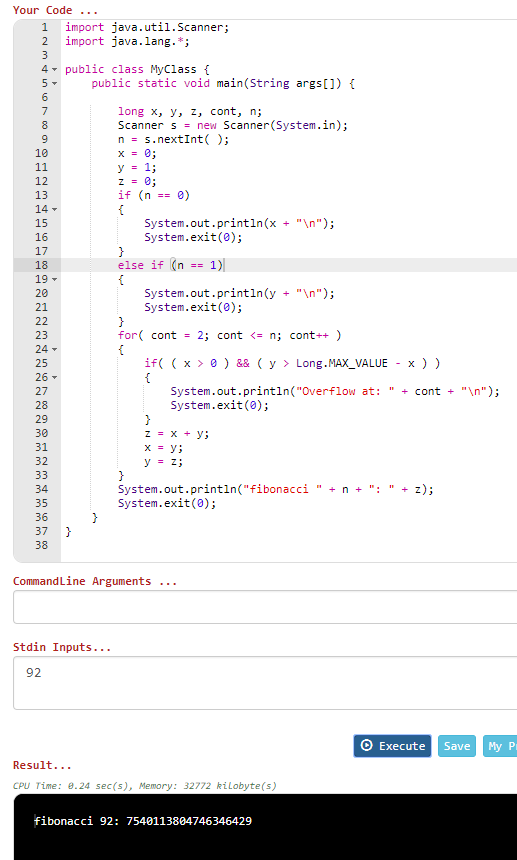 Your Code ...
1 import java.util.Scanner;
2 import java.lang.*;
3
4 public class MyClass {
5 public static void main(String args[]) {
6
7 long x, y, z, cont, n;
8 Scanner s = new Scanner(System.in);
9 n = s.nextInt( );
10 x = 0;
11 y = 1;
12 z = 0;
13 if (n == 0)
14 {
15 System.out.println(x + "\n");
16 System.exit(0);
17 }
18 else if (n == 1)
19 {
20 System.out.println(y + "\n");
21 System.exit(0);
22 }
23 for( cont = 2; cont <= n; cont++ )
24 {
25 if( ( x > 0 ) && ( y > Long.MAX_VALUE - x ) )
26 {
27 System.out.println("Overflow at: " + cont + "\n");
28 System.exit(0);
29 }
30 z = x + y;
31 x = y;
32 y = z;
33 }
34 System.out.println("fibonacci " + n + ": " + z);
35 System.exit(0);
36 }
37 }
38
CommandLine Arguments ...
Stdin Inputs...
92
Execute Save My P
Result...
CPU Time: 0.24 sec(s), Memory: 32772 kilobyte(s)
fibonacci 92: 7540113804746346429